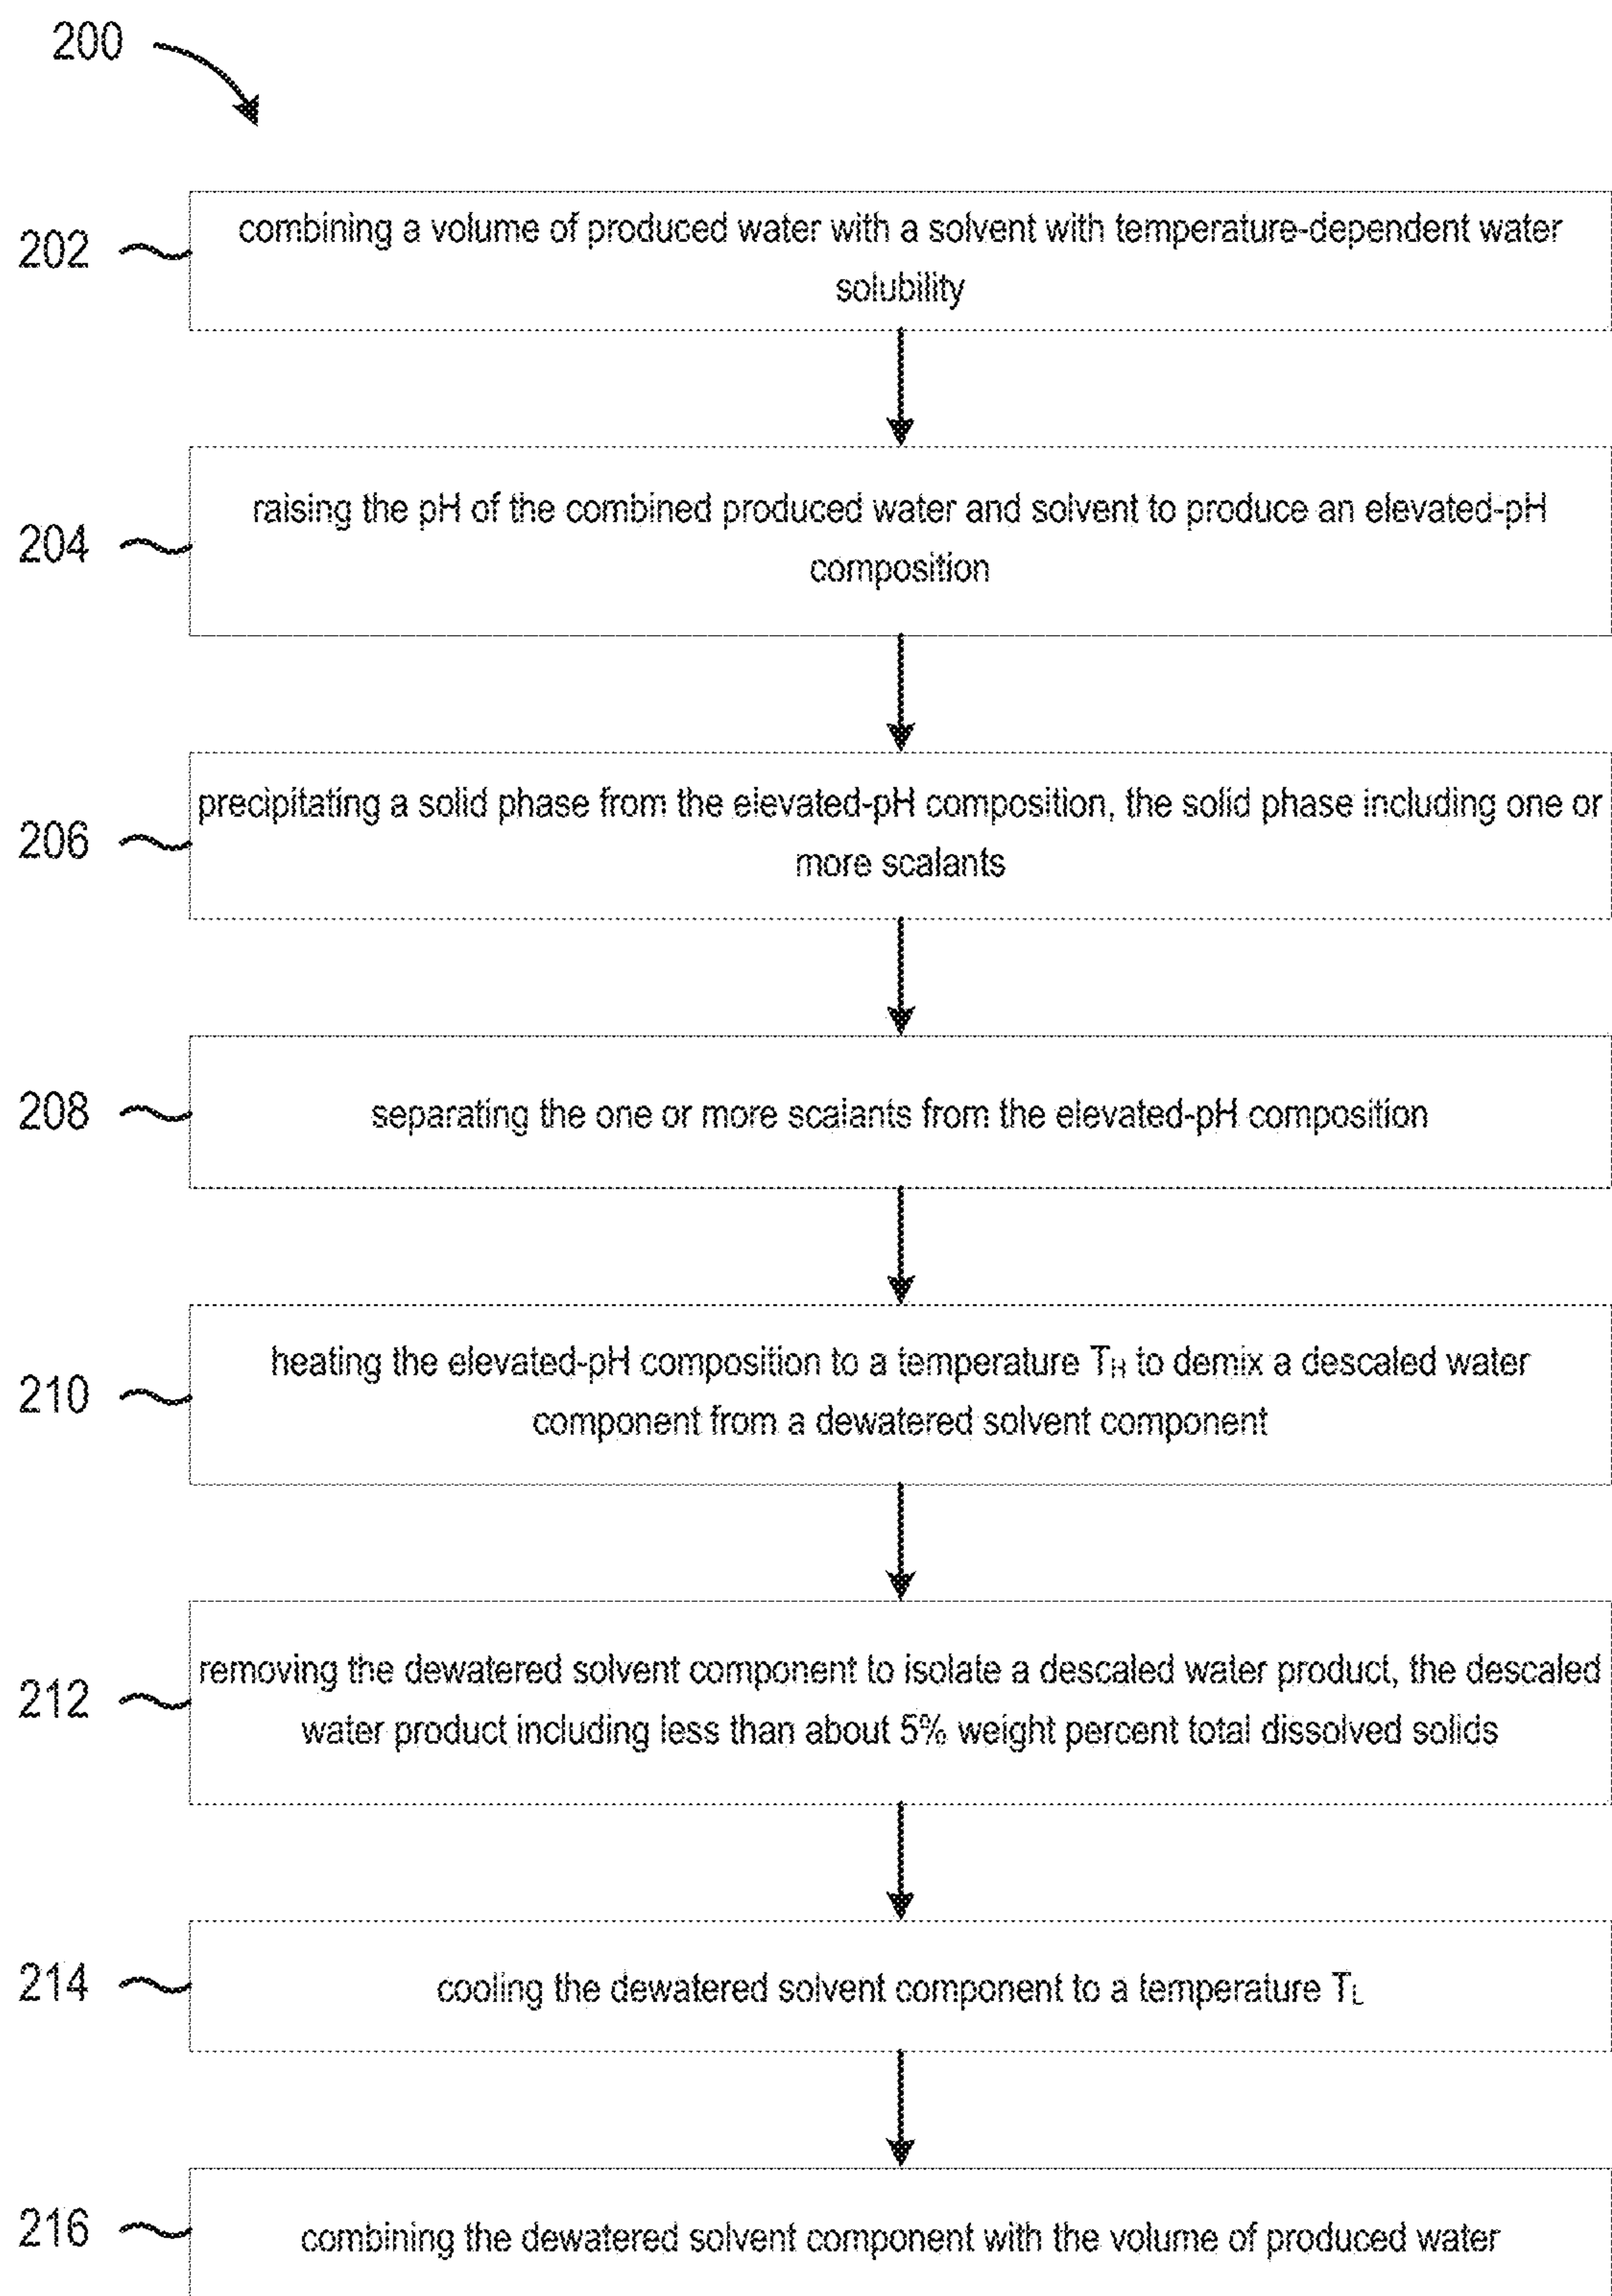 200
202
combining a volume of produced water with a solvent with temperature-dependent water
solubility
204
raising the pH of the combined produced water and solvent to produce an elevated-pH
composition
206
precipitating a solid phase from the elevated-pH composition, the solid phase including one or
more scalants
208
separating the one or more scalants from the elevated-pH composition
210
heating the elevated-pH composition to a temperature TH to demix a descaled water
component from a dewatered solvent component
212
removing the dewatered solvent component to isolate a descaled water product, the descaled
water product including less than about 5% weight percent total dissolved solids
214
cooling the dewatered solvent component to a temperature TL
216
combining the dewatered solvent component with the volume of produced water